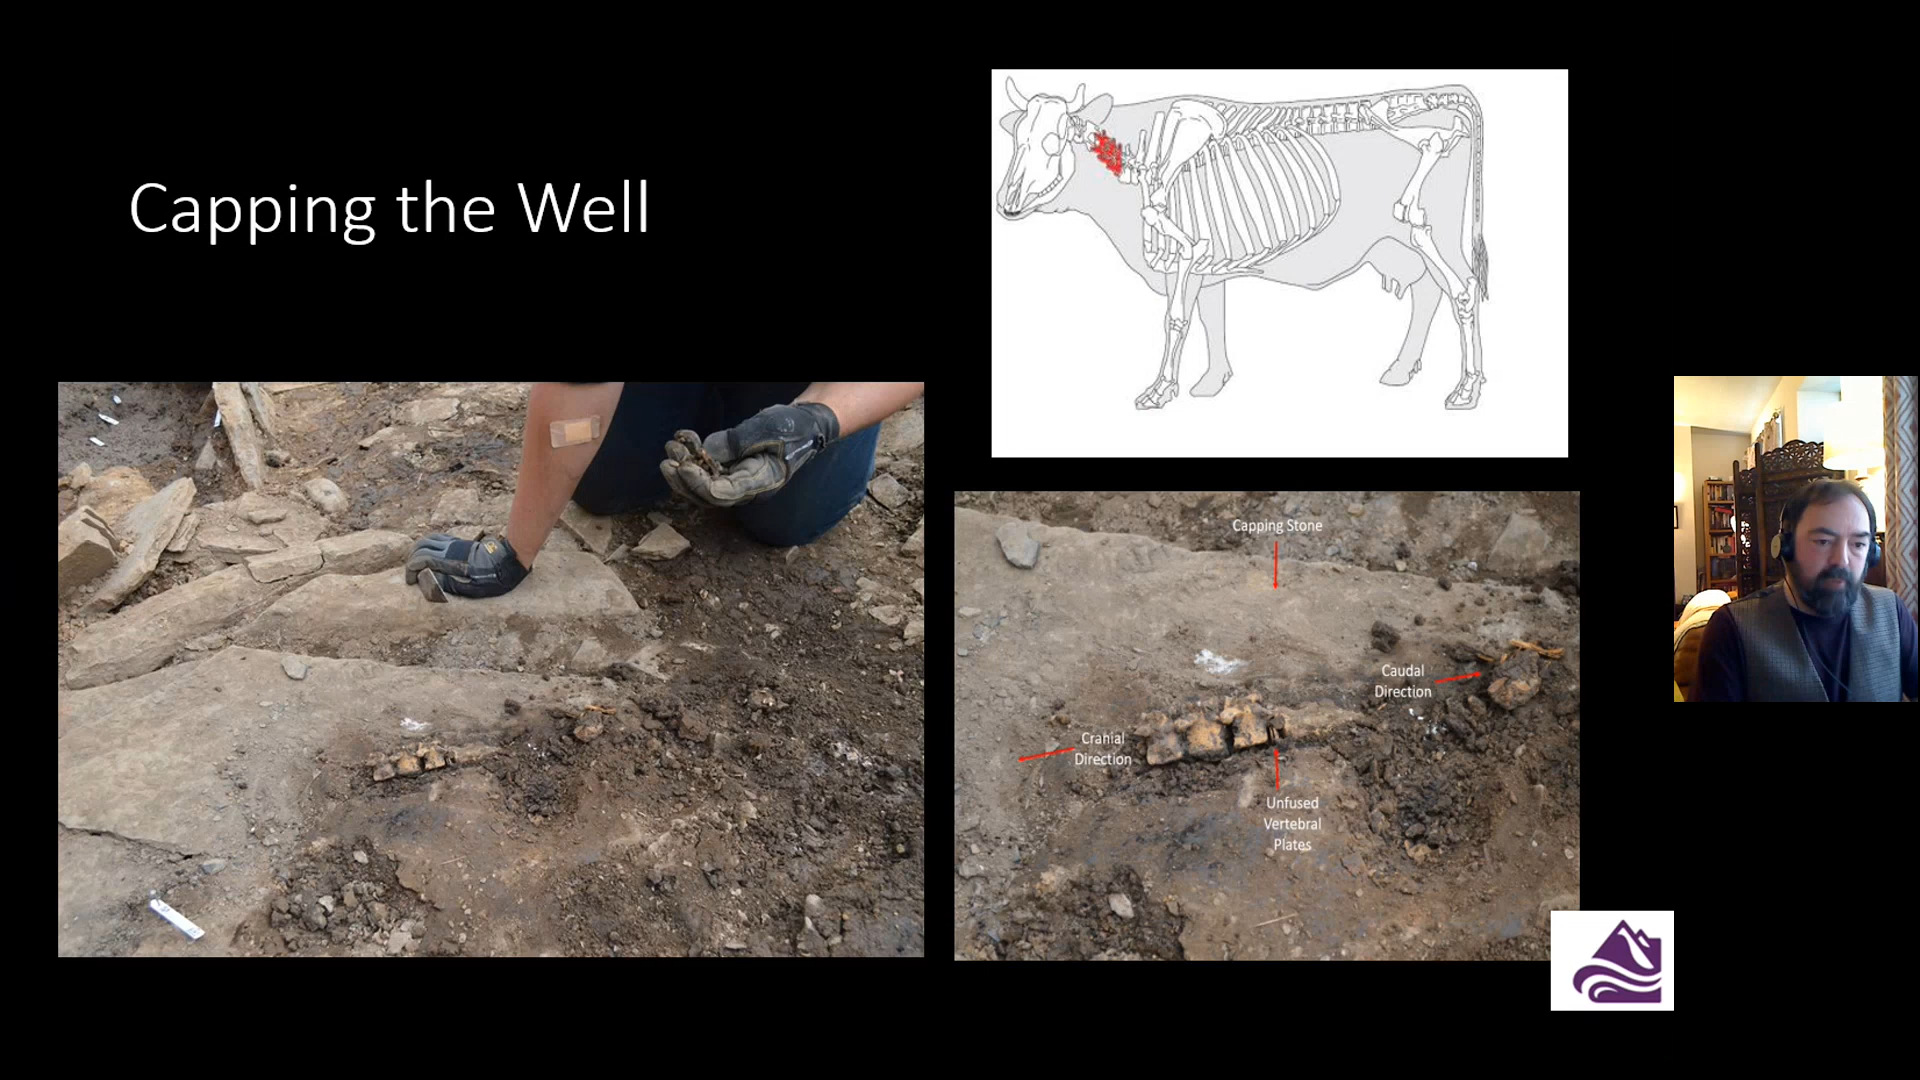 Capping the Well
Capping Stone
Caudal
Direction
Cranial
Direction
Unfused
Vertebral
Plates